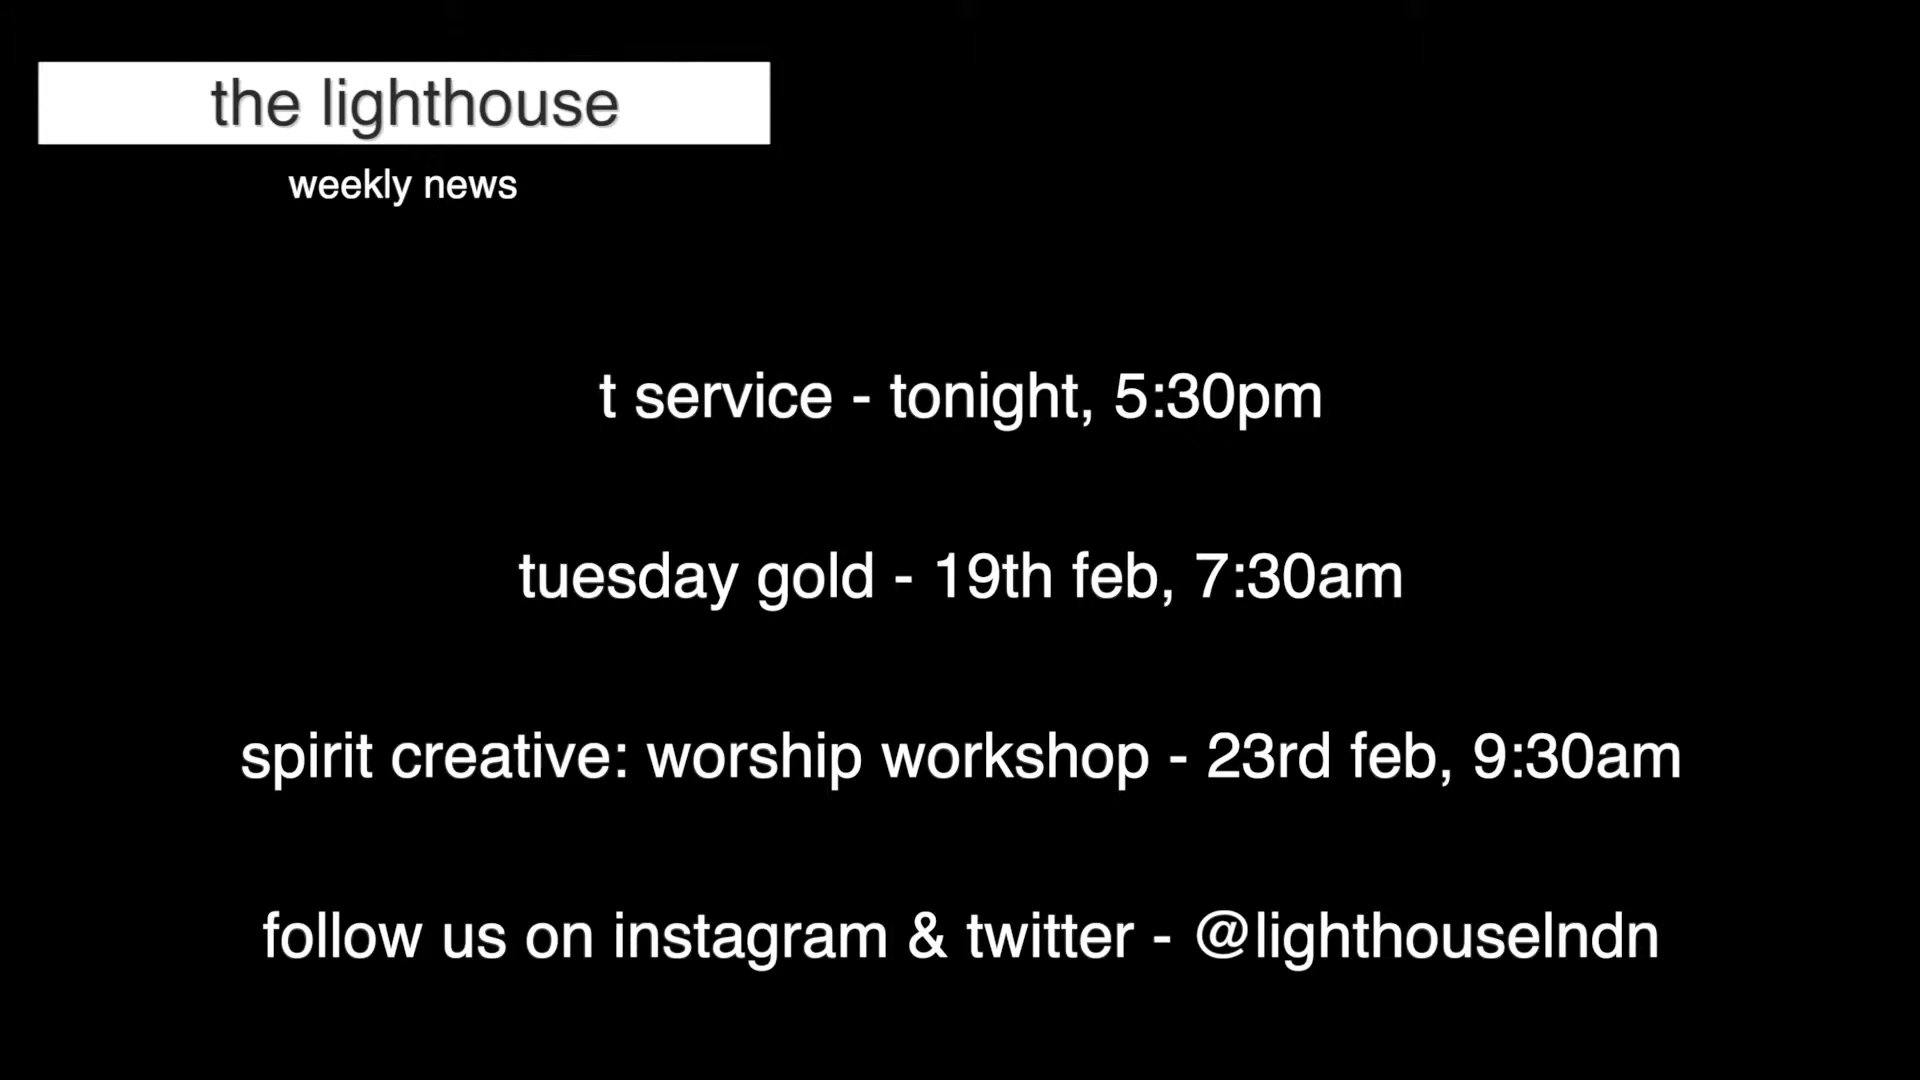 the lighthouse
weekly news
t service - tonight, 5:30pm
tuesday gold - 19th feb, 7:30am
spirit creative: worship workshop - 23rd feb, 9:30am
follow us on instagram & twitter - @lighthouselndn